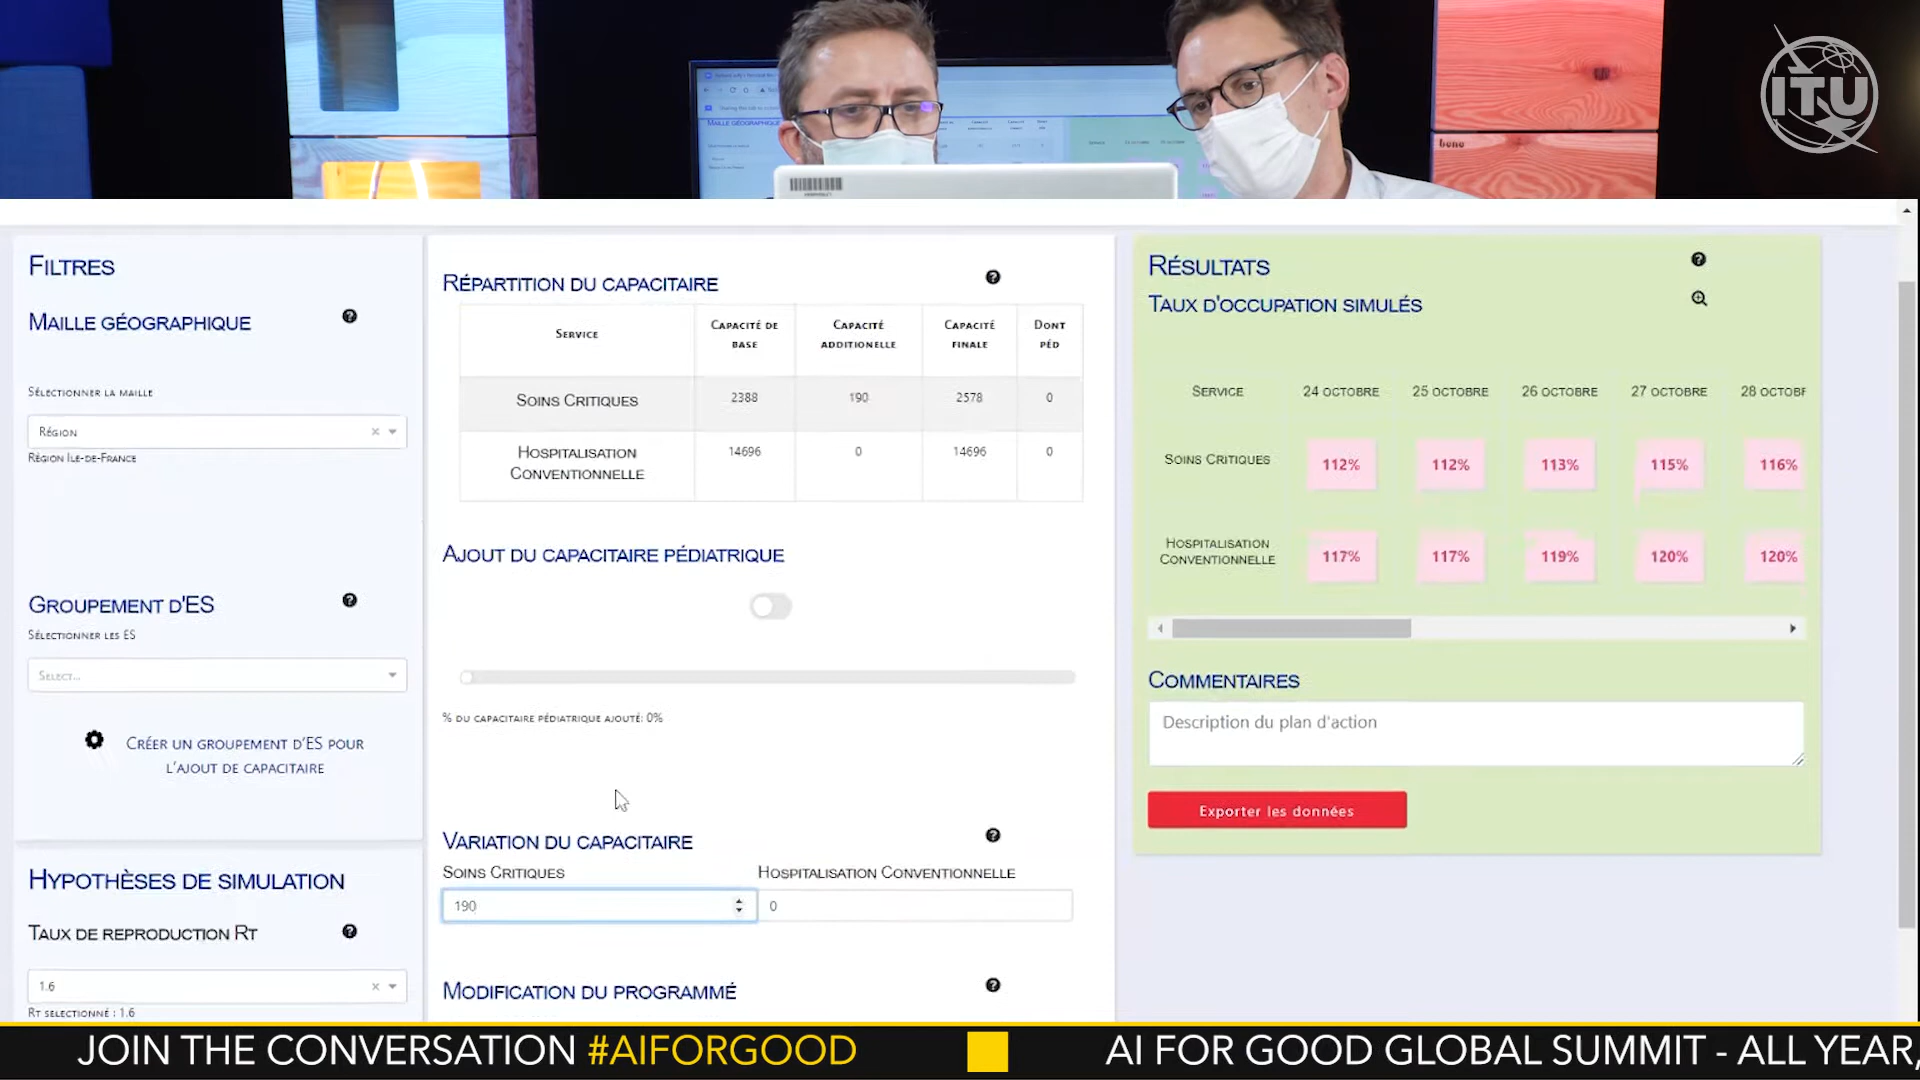 ITU
buno
FILTRES
MAILLE GÉOGRAPHIQUE
SÉLECTIONNER LA MAILLE
RÉGION
RÉGION ILE-DE-FRANCE
GROUPEMENT D'ES
SÉLECTIONNER LES ES
SELECT...
CRÉER UN GROUPEMENT D'ES POUR
L'AJOUT DE CAPACITAIRE
HYPOTHÈSES DE SIMULATION
TAUX DE REPRODUCTION RT
1.6
RT SELECTIONNÉ : 1.6
RÉPARTITION DU CAPACITAIRE
SERVICE
CAPACITÉ DE BASE
CAPACITÉ ADDITIONELLE
CAPACITÉ FINALE
DONT PÉD
SOINS CRITIQUES 2388 190 2578 0
HOSPITALISATION CONVENTIONNELLE 14696 0 14696 0
AJOUT DU CAPACITAIRE PÉDIATRIQUE
% DU CAPACITAIRE PÉDIATRIQUE AJOUTÉ: 0%
VARIATION DU CAPACITAIRE
SOINS CRITIQUES HOSPITALISATION CONVENTIONNELLE
190 0
MODIFICATION DU PROGRAMMÉ
RÉSULTATS
TAUX D'OCCUPATION SIMULÉS
SERVICE 24 OCTOBRE 25 OCTOBRE 26 OCTOBRE 27 OCTOBRE 28 OCTOBR
SOINS CRITIQUES 112% 112% 113% 115% 116%
HOSPITALISATION CONVENTIONNELLE 117% 117% 119% 120% 120%
COMMENTAIRES
Description du plan d'action
Exporter les données
JOIN THE CONVERSATION #AIFORGOOD AI FOR GOOD GLOBAL SUMMIT - ALL YEAR,